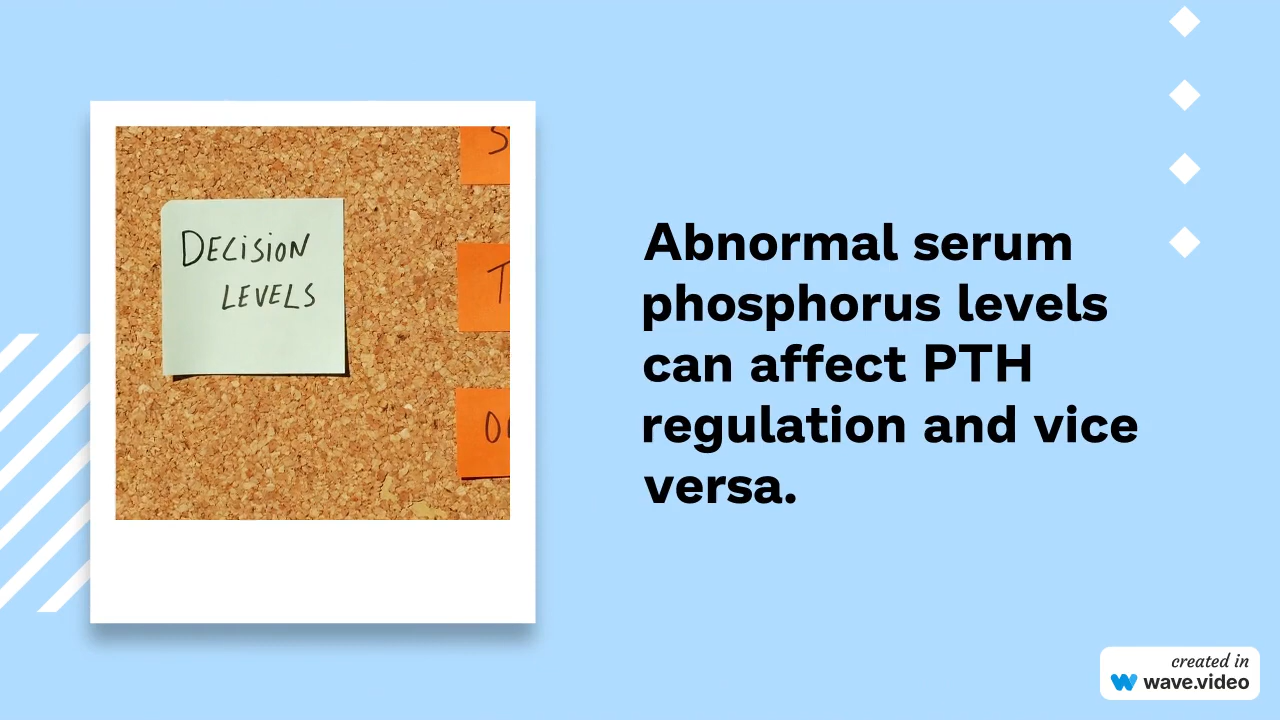 DECISION
LEVELS
Abnormal serum
phosphorus levels
can affect PTH
regulation and vice
versa.
created in
wave.video